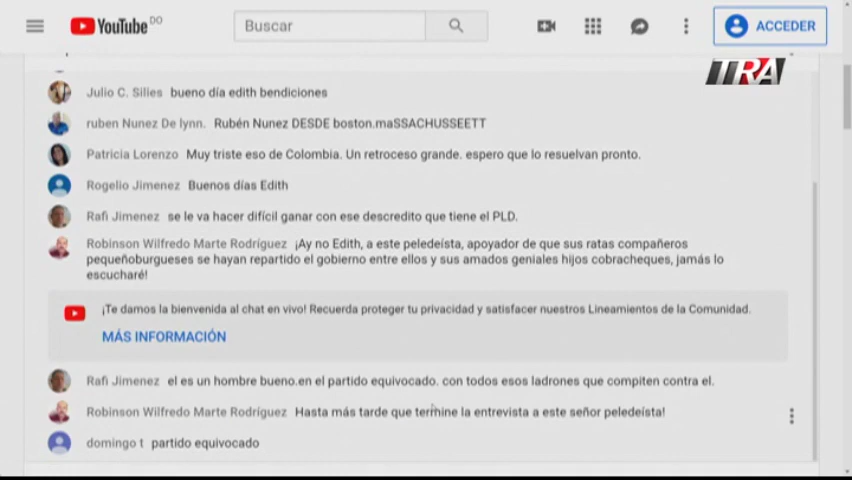 YouTube DO
Buscar
ACCEDER
TRA
Julio C. Silies bueno día edith bendiciones
ruben Nunez De lynn. Rubén Nunez DESDE boston.maSSACHUSSEETT
Patricia Lorenzo Muy triste eso de Colombia. Un retroceso grande. espero que lo resuelvan pronto.
Rogelio Jimenez Buenos días Edith
Rafi Jimenez se le va hacer difícil ganar con ese descredito que tiene el PLD.
Robinson Wilfredo Marte Rodríguez ¡Ay no Edith, a este peledeísta, apoyador de que sus ratas compañeros
pequeñoburgueses se hayan repartido el gobierno entre ellos y sus amados geniales hijos cobracheques, jamás lo
escucharé!
¡Te damos la bienvenida al chat en vivo! Recuerda proteger tu privacidad y satisfacer nuestros Lineamientos de la Comunidad.
MÁS INFORMACIÓN
Rafi Jimenez el es un hombre bueno.en el partido equivocado. con todos esos ladrones que compiten contra el.
Robinson Wilfredo Marte Rodríguez Hasta más tarde que termine la entrevista a este señor peledeísta!
domingo t partido equivocado